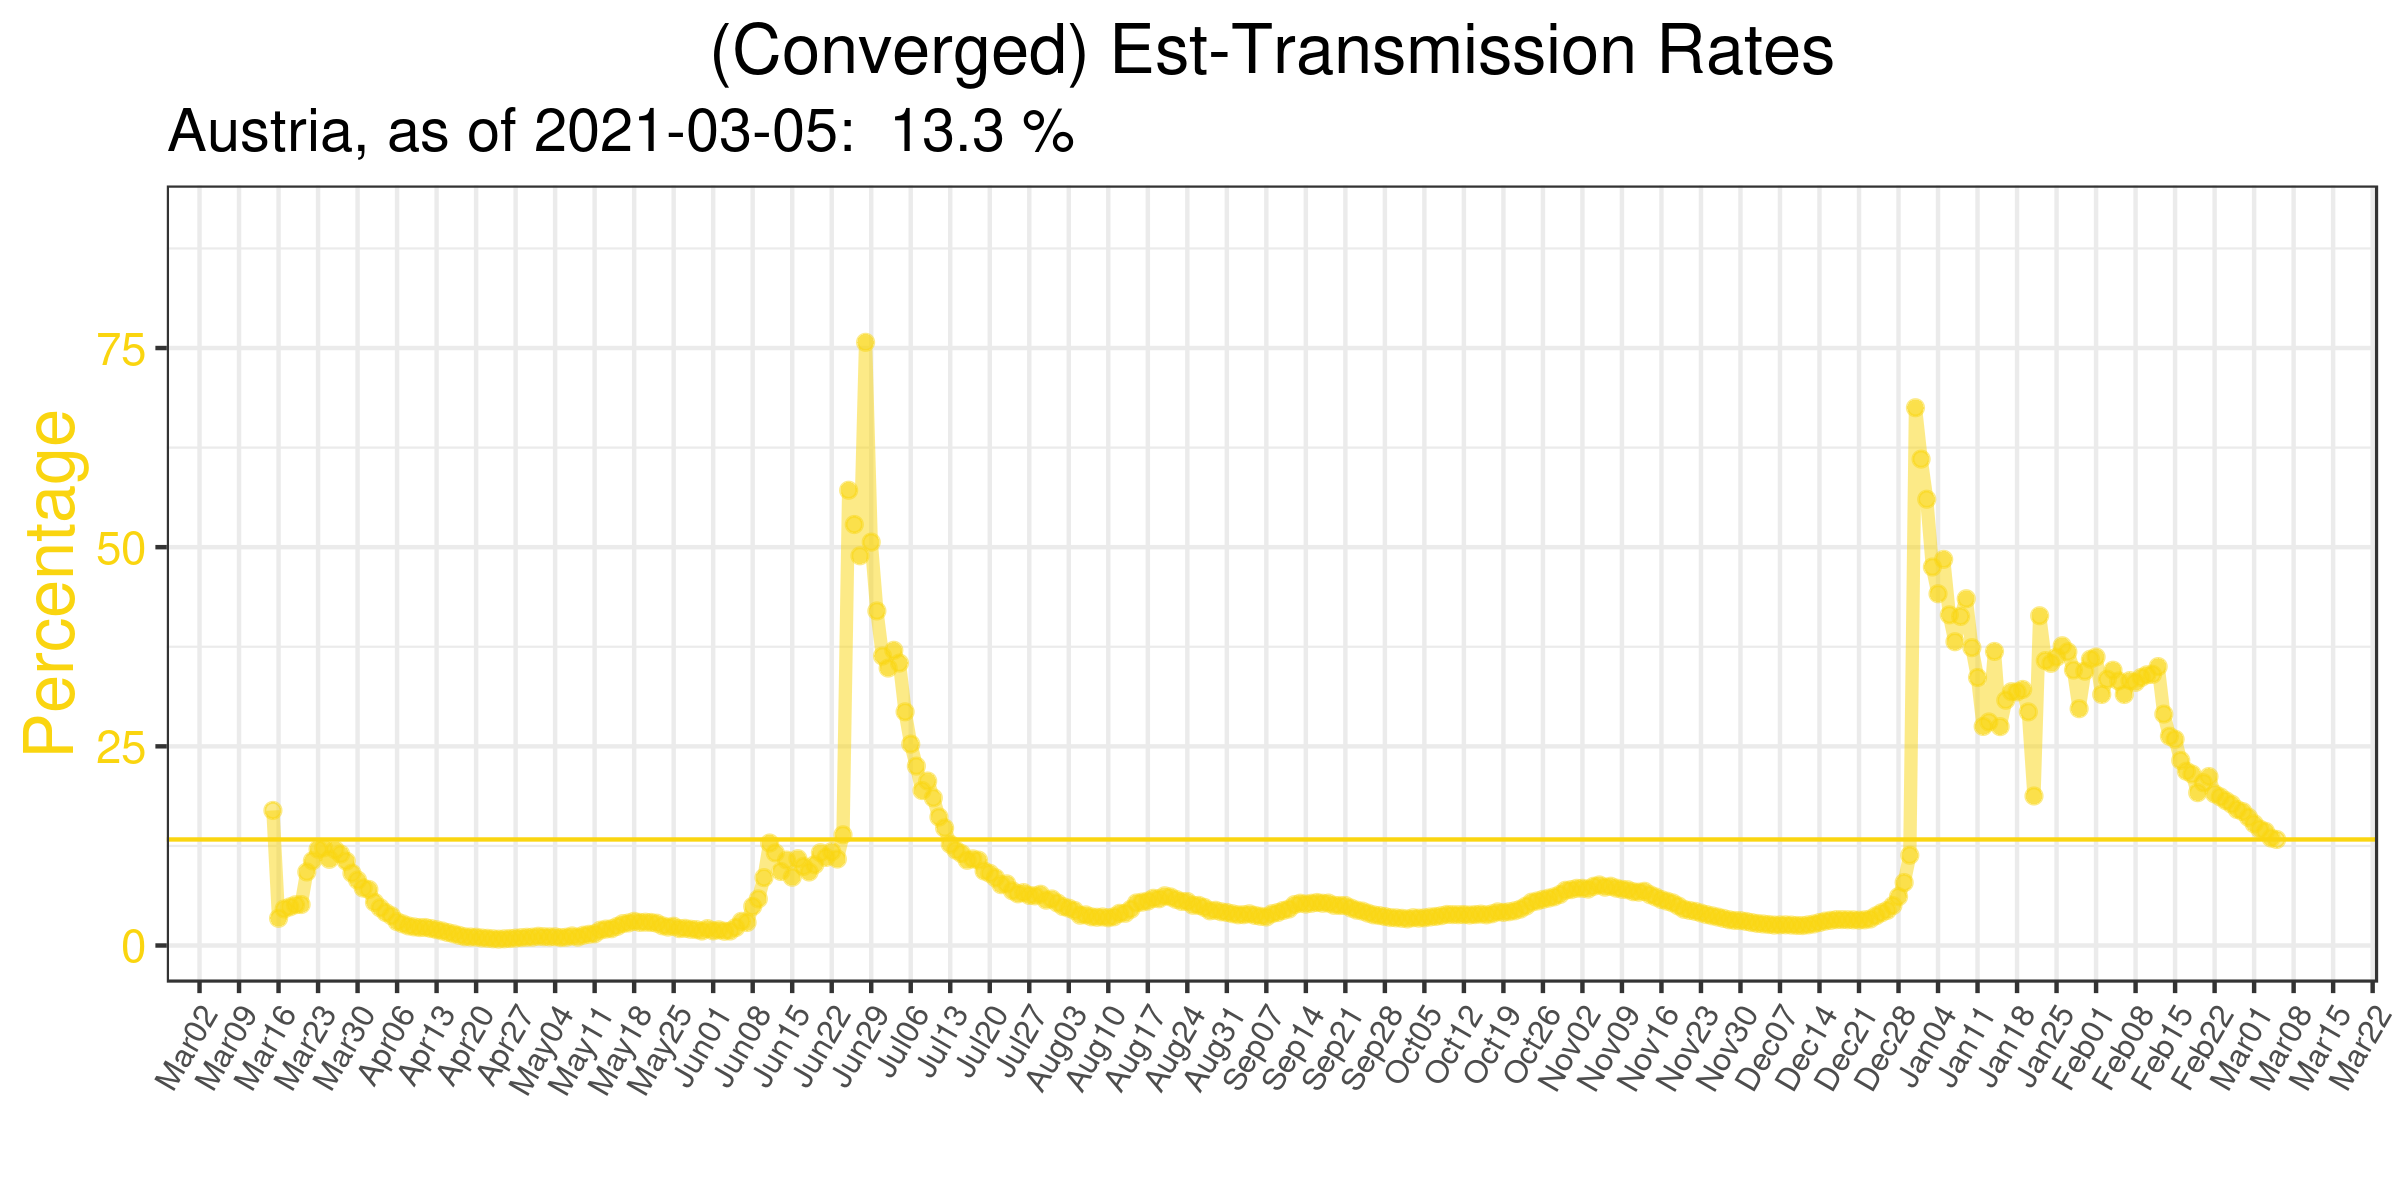 (Converged) Est-Transmission Rates
Austria, as of 2021-03-05:  13.3 %
Percentage
75
50
25
0
Mar02 Mar09 Mar16 Mar23 Mar30 Apr06 Apr13 Apr20 Apr27 May04 May11 May18 May25 Jun01 Jun08 Jun15 Jun22 Jun29 Jul06 Jul13 Jul20 Jul27 Aug03 Aug10 Aug17 Aug24 Aug31 Sep07 Sep14 Sep21 Sep28 Oct05 Oct12 Oct19 Oct26 Nov02 Nov09 Nov16 Nov23 Nov30 Dec07 Dec14 Dec21 Dec28 Jan04 Jan11 Jan18 Jan25 Feb01 Feb08 Feb15 Feb22 Mar01 Mar08 Mar15 Mar22